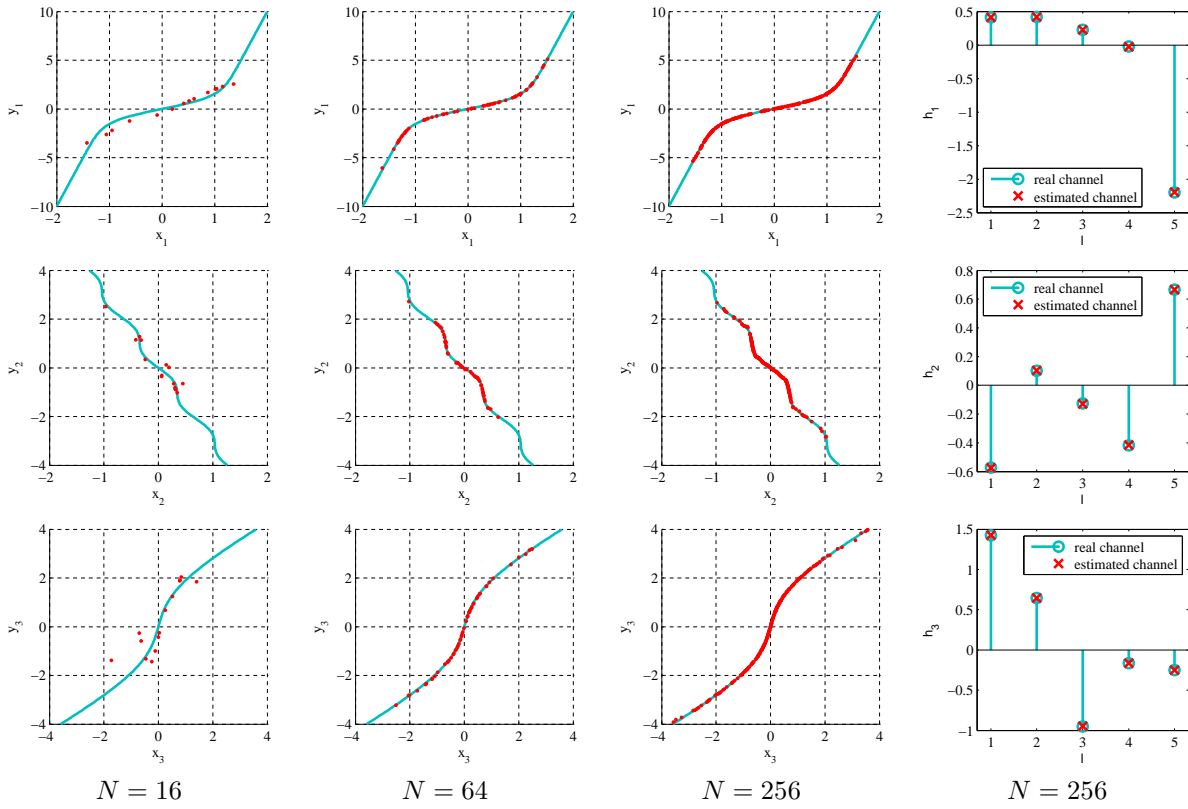 10
5
0
−5
−10
y1
−2 −1 0 1 2
x1
10
5
0
−5
−10
y1
−2 −1 0 1 2
x1
10
5
0
−5
−10
y1
−2 −1 0 1 2
x1
0.5
0
−0.5
−1
−1.5
−2
−2.5
h1
real channel
estimated channel
1 2 3 4 5
l
4
2
0
−2
−4
y2
−2 −1 0 1 2
x2
4
2
0
−2
−4
y2
−2 −1 0 1 2
x2
4
2
0
−2
−4
y2
−2 −1 0 1 2
x2
0.8
0.6
0.4
0.2
0
−0.2
−0.4
−0.6
h2
real channel
estimated channel
1 2 3 4 5
l
4
2
0
−2
−4
y3
−4 −2 0 2 4
x3
4
2
0
−2
−4
y3
−4 −2 0 2 4
x3
4
2
0
−2
−4
y3
−4 −2 0 2 4
x3
1.5
1
0.5
0
−0.5
−1
h3
real channel
estimated channel
1 2 3 4 5
l
N = 16 N = 64 N = 256 N = 256